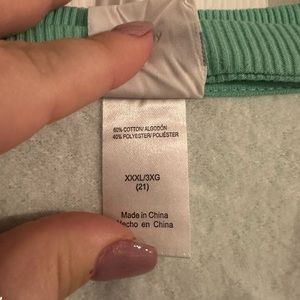 60% COTTON/ ALGODÓN
40% POLYESTER/ POLIÉSTER
XXXL/3XG
(21)
Made in China
Hecho en China